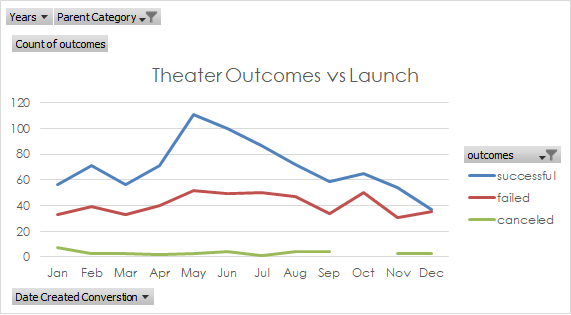 Years Parent Category
Count of outcomes
Theater Outcomes vs Launch
120
100
80
60
40
20
0
Jan Feb Mar Apr May Jun Jul Aug Sep Oct Nov Dec
outcomes
successful
failed
canceled
Date Created Converstion